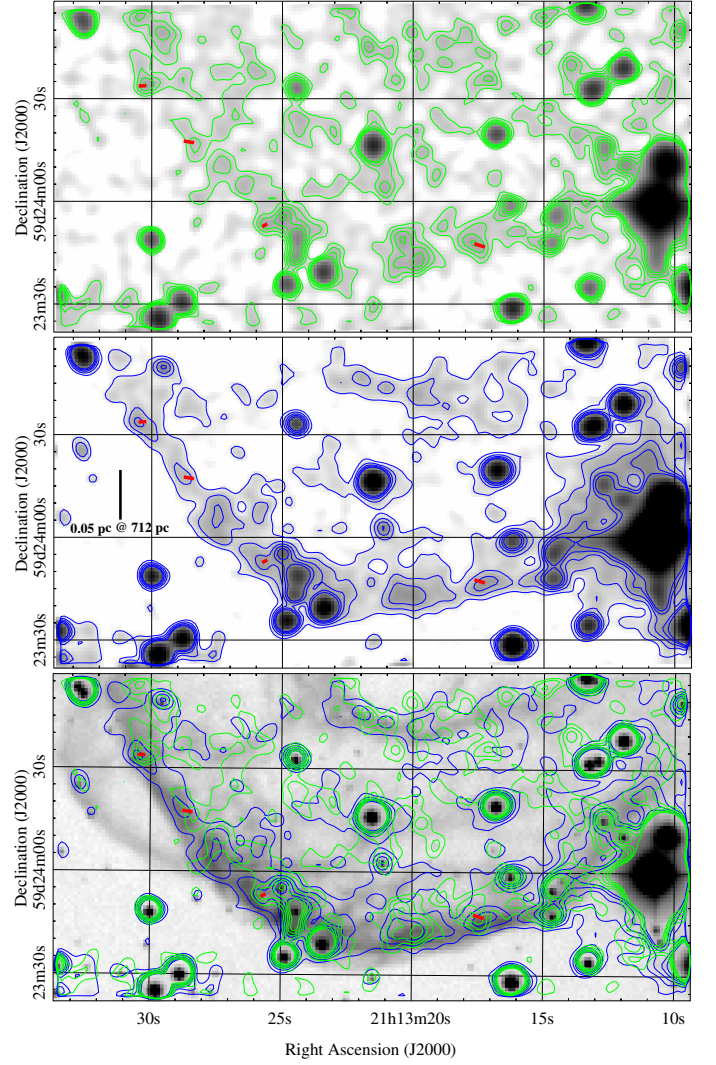 30s
Declination (J2000)
59d24m00s
23m30s
30s
0.05 pc @ 712 pc
Declination (J2000)
59d24m00s
23m30s
30s
Declination (J2000)
59d24m00s
23m30s
30s 25s 21h13m20s 15s 10s
Right Ascension (J2000)